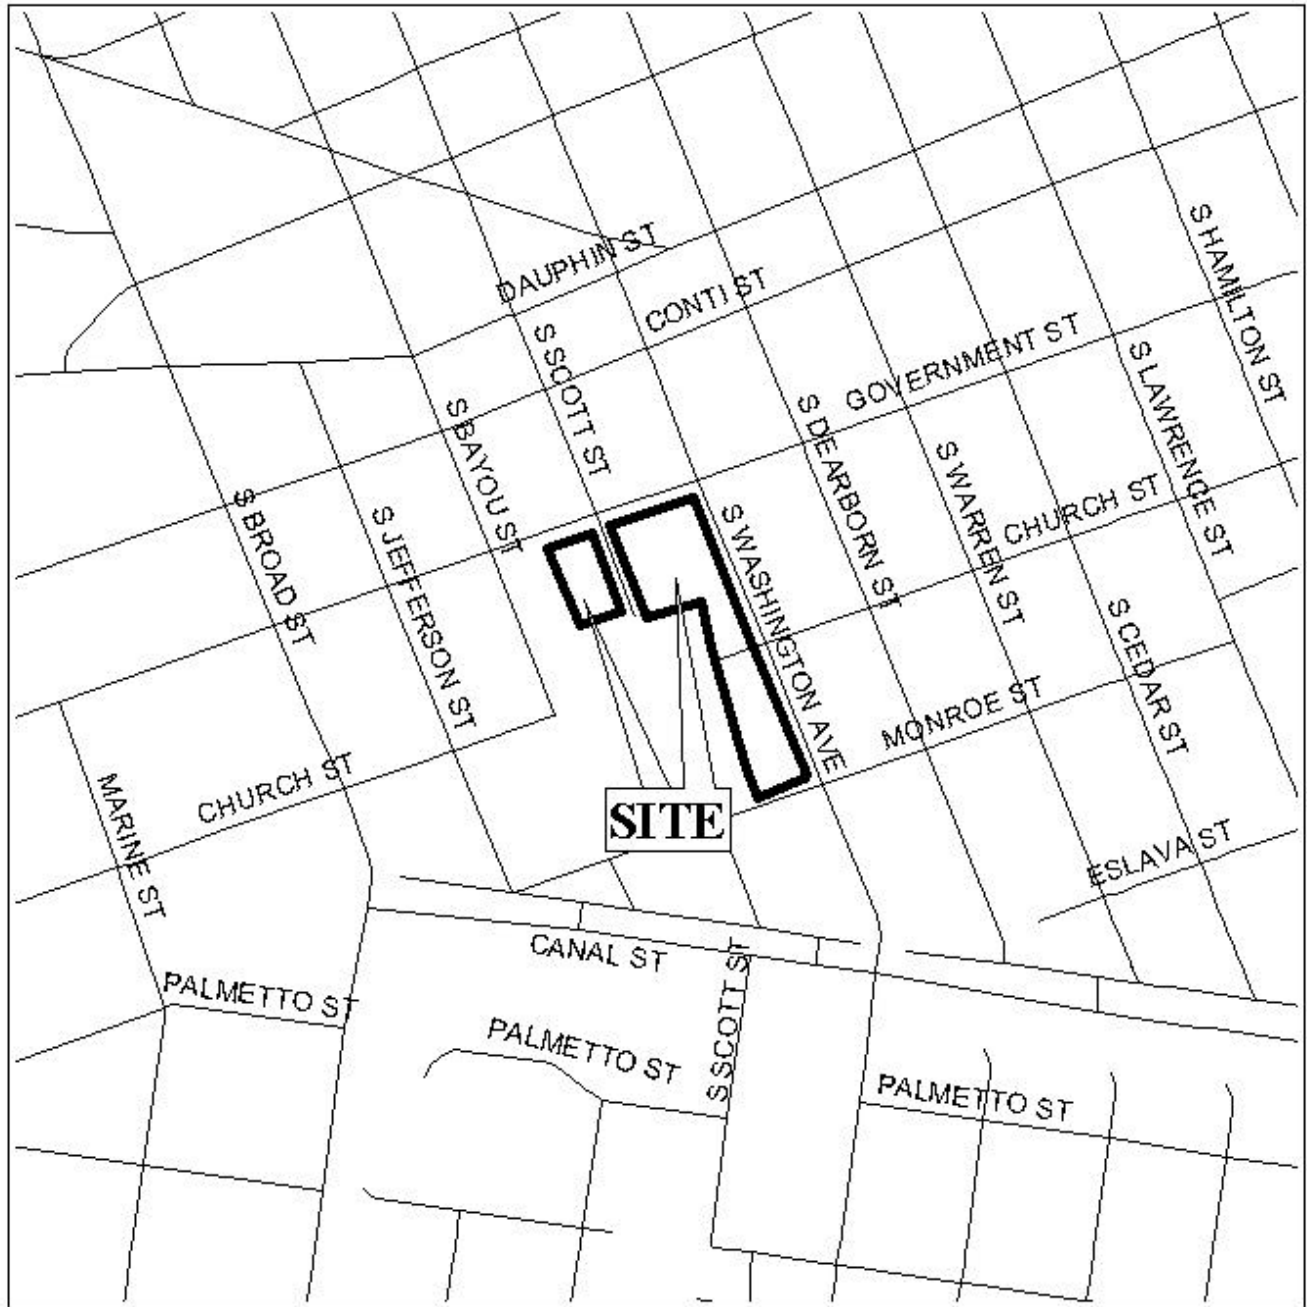 DAUPHIN ST
CONTI ST
S HAMILTON ST
S SCOTT ST
GOVERNMENT ST
S LAWRENCE ST
S BAYOU ST
S DEARBORN ST
S WARREN ST
CHURCH ST
S BROAD ST
S JEFFERSON ST
S WASHINGTON AVE
S CEDAR ST
MONROE ST
CHURCH ST
MARINE ST
SITE
ESLAVA ST
CANAL ST
S SCOTT ST
PALMETTO ST
PALMETTO ST
PALMETTO ST